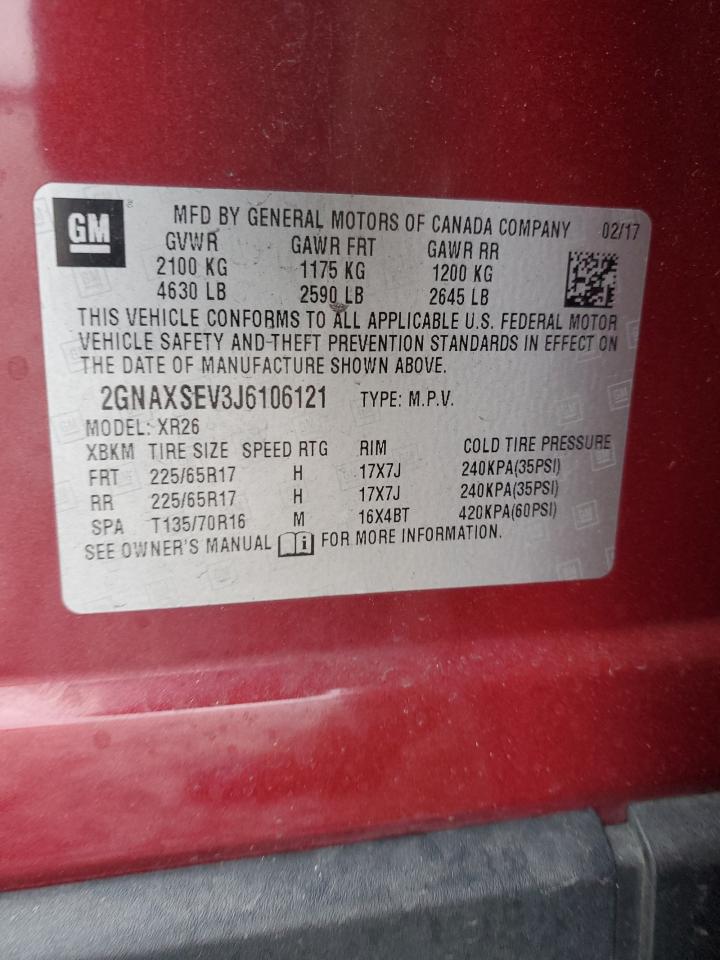 GM
MFD BY GENERAL MOTORS OF CANADA COMPANY 02/17
GVWR GAWR FRT GAWR RR
2100 KG 1175 KG 1200 KG
4630 LB 2590 LB 2645 LB
THIS VEHICLE CONFORMS TO ALL APPLICABLE U.S. FEDERAL MOTOR
VEHICLE SAFETY AND THEFT PREVENTION STANDARDS IN EFFECT ON
THE DATE OF MANUFACTURE SHOWN ABOVE.
2GNAXSEV3J6106121 TYPE: M.P.V.
MODEL: XR26
XBKM TIRE SIZE SPEED RTG RIM COLD TIRE PRESSURE
FRT 225/65R17 H 17X7J 240KPA(35PSI)
RR 225/65R17 H 17X7J 240KPA(35PSI)
SPA T135/70R16 M 16X4BT 420KPA(60PSI)
SEE OWNER'S MANUAL i FOR MORE INFORMATION.